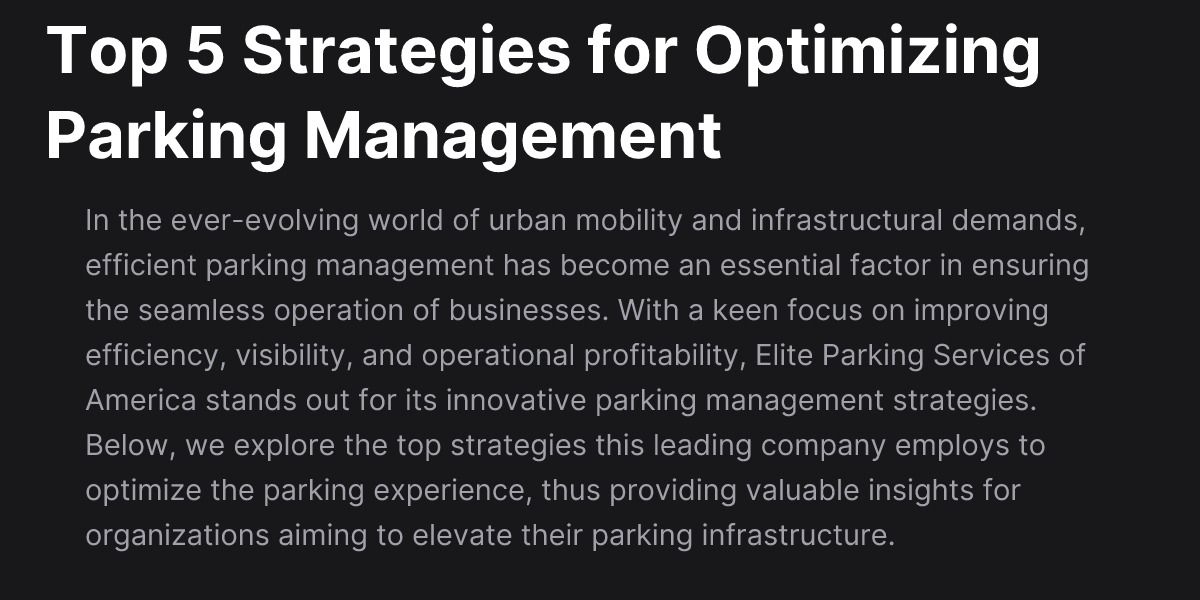 Top 5 Strategies for Optimizing
Parking Management
In the ever-evolving world of urban mobility and infrastructural demands,
efficient parking management has become an essential factor in ensuring
the seamless operation of businesses. With a keen focus on improving
efficiency, visibility, and operational profitability, Elite Parking Services of
America stands out for its innovative parking management strategies.
Below, we explore the top strategies this leading company employs to
optimize the parking experience, thus providing valuable insights for
organizations aiming to elevate their parking infrastructure.